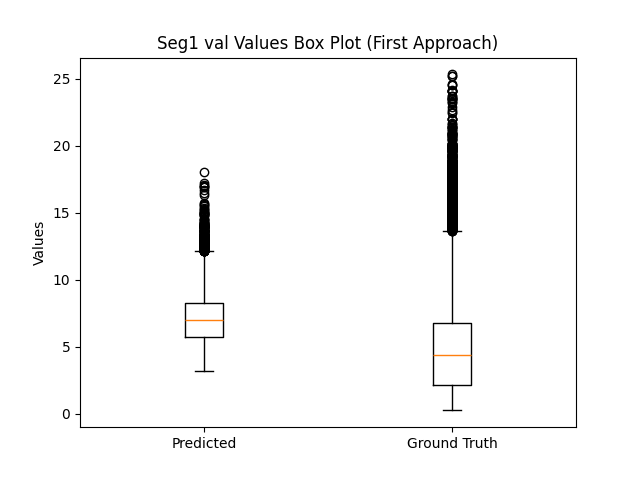 Seg1 val Values Box Plot (First Approach)
Values
25
20
15
10
5
0
Predicted
Ground Truth